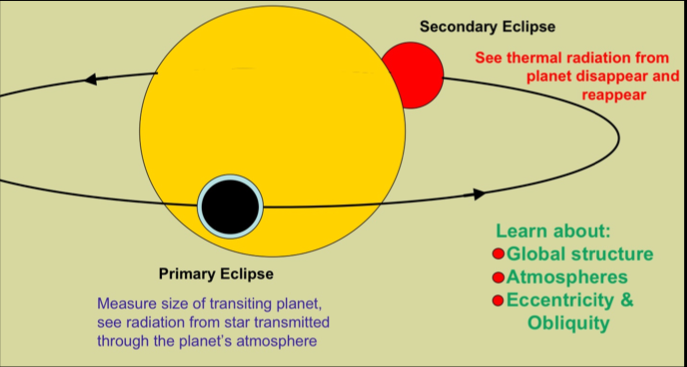 Secondary Eclipse
See thermal radiation from
planet disappear and
reappear
Primary Eclipse
Measure size of transiting planet,
see radiation from star transmitted
through the planet's atmosphere
Learn about:
Global structure
Atmospheres
Eccentricity &
Obliquity